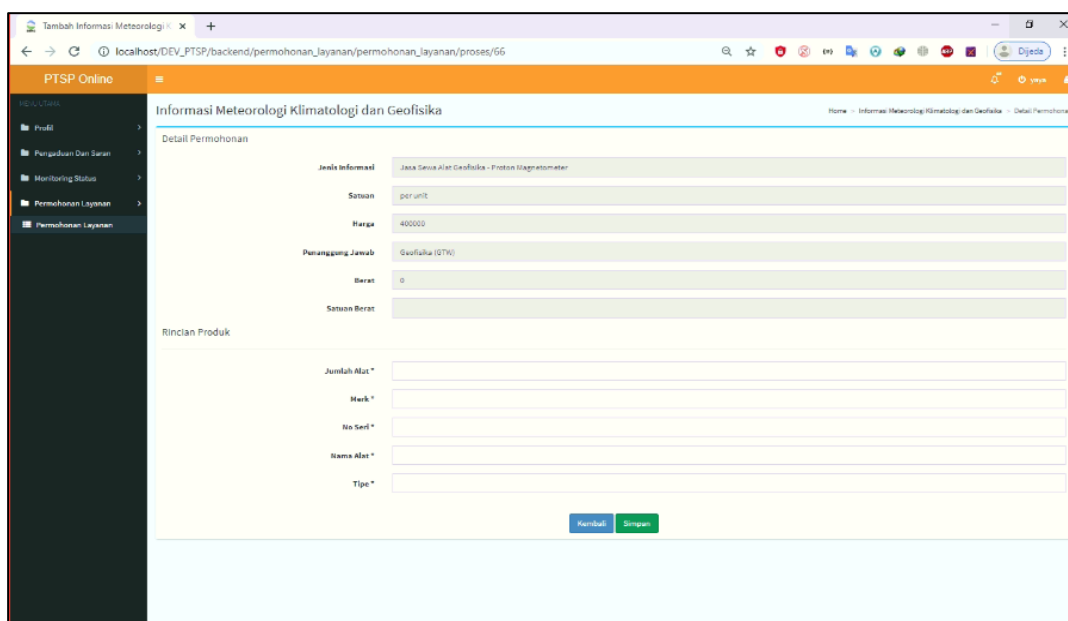 Tambah Informasi Meteorologi K
localhost/DEV_PTSP/backend/permohonan_layanan/permohonan_layanan/proses/66
Dijeda
PTSP Online
yaya
MENU UTAMA
Profil
Pengaduan Dan Saran
Monitoring Status
Permohonan Layanan
Permohonan Layanan
Informasi Meteorologi Klimatologi dan Geofisika
Home > Informasi Meteorologi Klimatologi dan Geofisika > Detail Permohona
Detail Permohonan
Jenis Informasi Jasa Sewa Alat Geofisika - Proton Magnetometer
Satuan per unit
Harga 400000
Penanggung Jawab Geofisika (GTW)
Berat 0
Satuan Berat
Rincian Produk
Jumlah Alat *
Merk *
No Seri *
Nama Alat *
Tipe *
Kembali Simpan